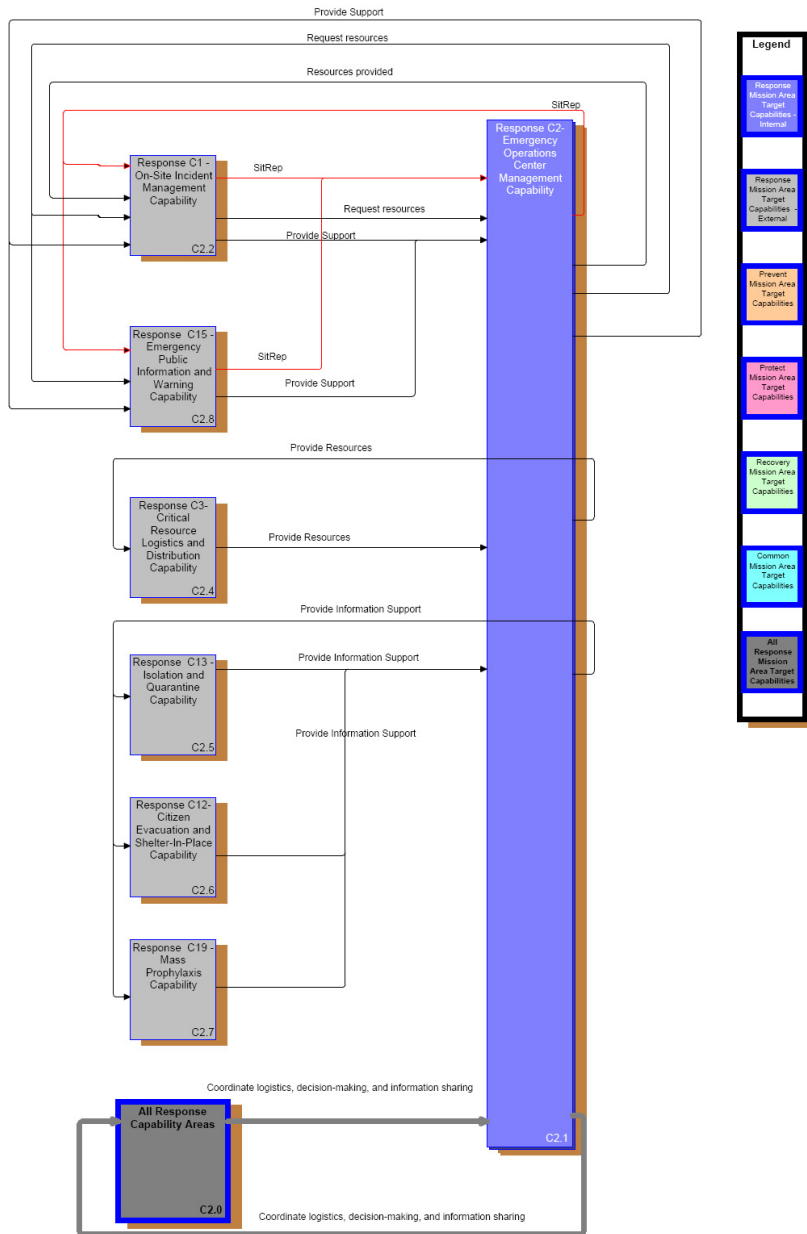 Provide Support
Request resources
Resources provided
SitRep
Response C1 -
On-Site Incident
Management
Capability
C2.2
SitRep
Request resources
Provide Support
Response C2-
Emergency
Operations
Center
Management
Capability
C2.1
Response C15 -
Emergency
Public
Information and
Warning
Capability
C2.8
SitRep
Provide Support
Provide Resources
Response C3-
Critical
Resource
Logistics and
Distribution
Capability
C2.4
Provide Resources
Provide Information Support
Response C13 -
Isolation and
Quarantine
Capability
C2.5
Provide Information Support
Provide Information Support
Response C12-
Citizen
Evacuation and
Shelter-In-Place
Capability
C2.6
Response C19 -
Mass
Prophylaxis
Capability
C2.7
Coordinate logistics, decision-making, and information sharing
All Response
Capability Areas
C2.0
Coordinate logistics, decision-making, and information sharing
Legend
Response
Mission Area
Target
Capabilities -
Internal
Response
Mission Area
Target
Capabilities -
External
Prevent
Mission Area
Target
Capabilities
Protect
Mission Area
Target
Capabilities
Recovery
Mission Area
Target
Capabilities
Common
Mission Area
Target
Capabilities
All
Response
Mission
Area Target
Capabilities